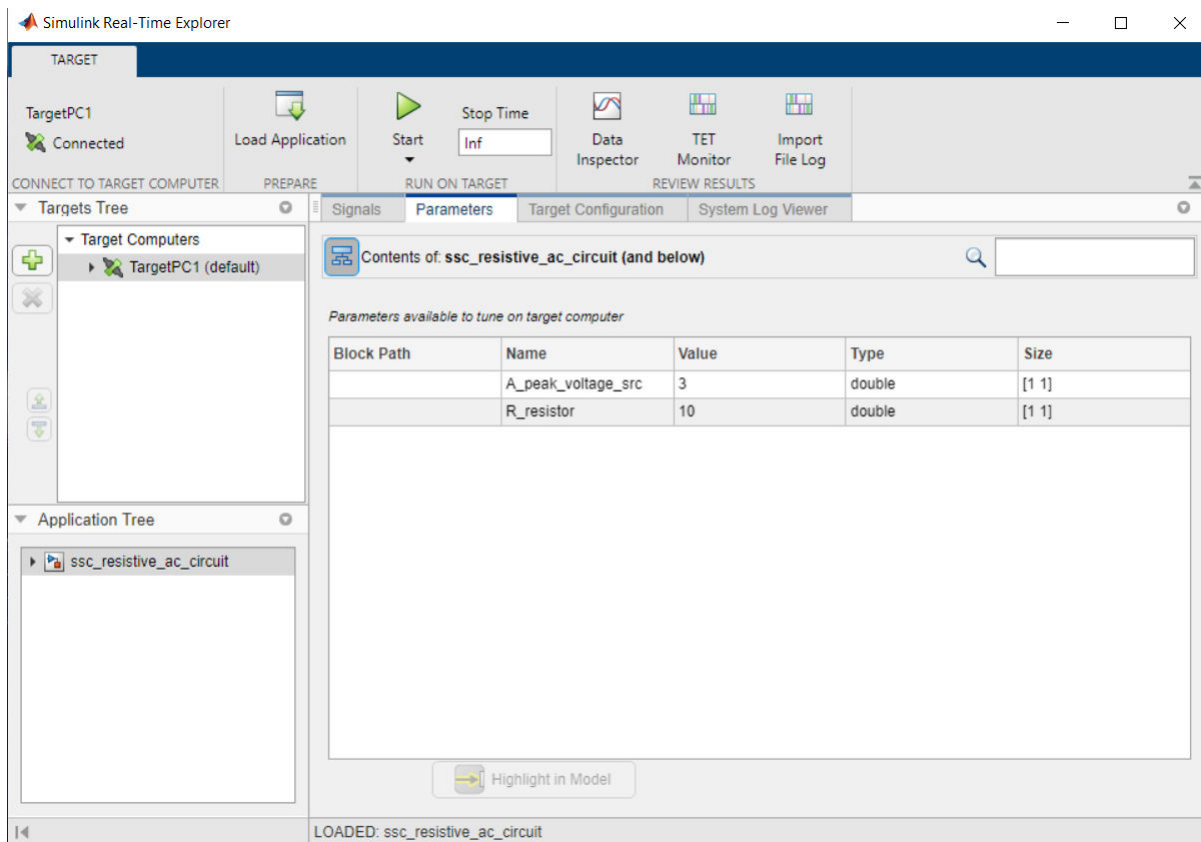 Simulink Real-Time Explorer
TARGET
TargetPC1
Connected
CONNECT TO TARGET COMPUTER
Load Application
PREPARE
Start
Stop Time
Inf
RUN ON TARGET
Data
Inspector
TET
Monitor
Import
File Log
REVIEW RESULTS
Targets Tree
Target Computers
TargetPC1 (default)
Application Tree
ssc_resistive_ac_circuit
Signals Parameters Target Configuration System Log Viewer
Contents of: ssc_resistive_ac_circuit (and below)
Parameters available to tune on target computer
Block Path Name Value Type Size
A_peak_voltage_src 3 double [1 1]
R_resistor 10 double [1 1]
Highlight in Model
LOADED: ssc_resistive_ac_circuit